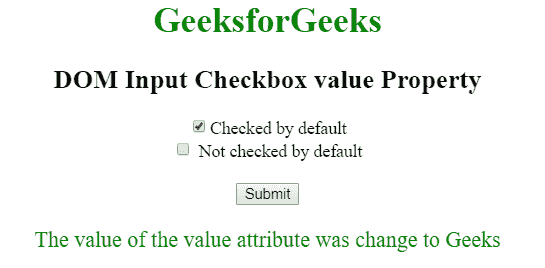 GeeksforGeeks
DOM Input Checkbox value Property
Checked by default
Not checked by default
Submit
The value of the value attribute was change to Geeks